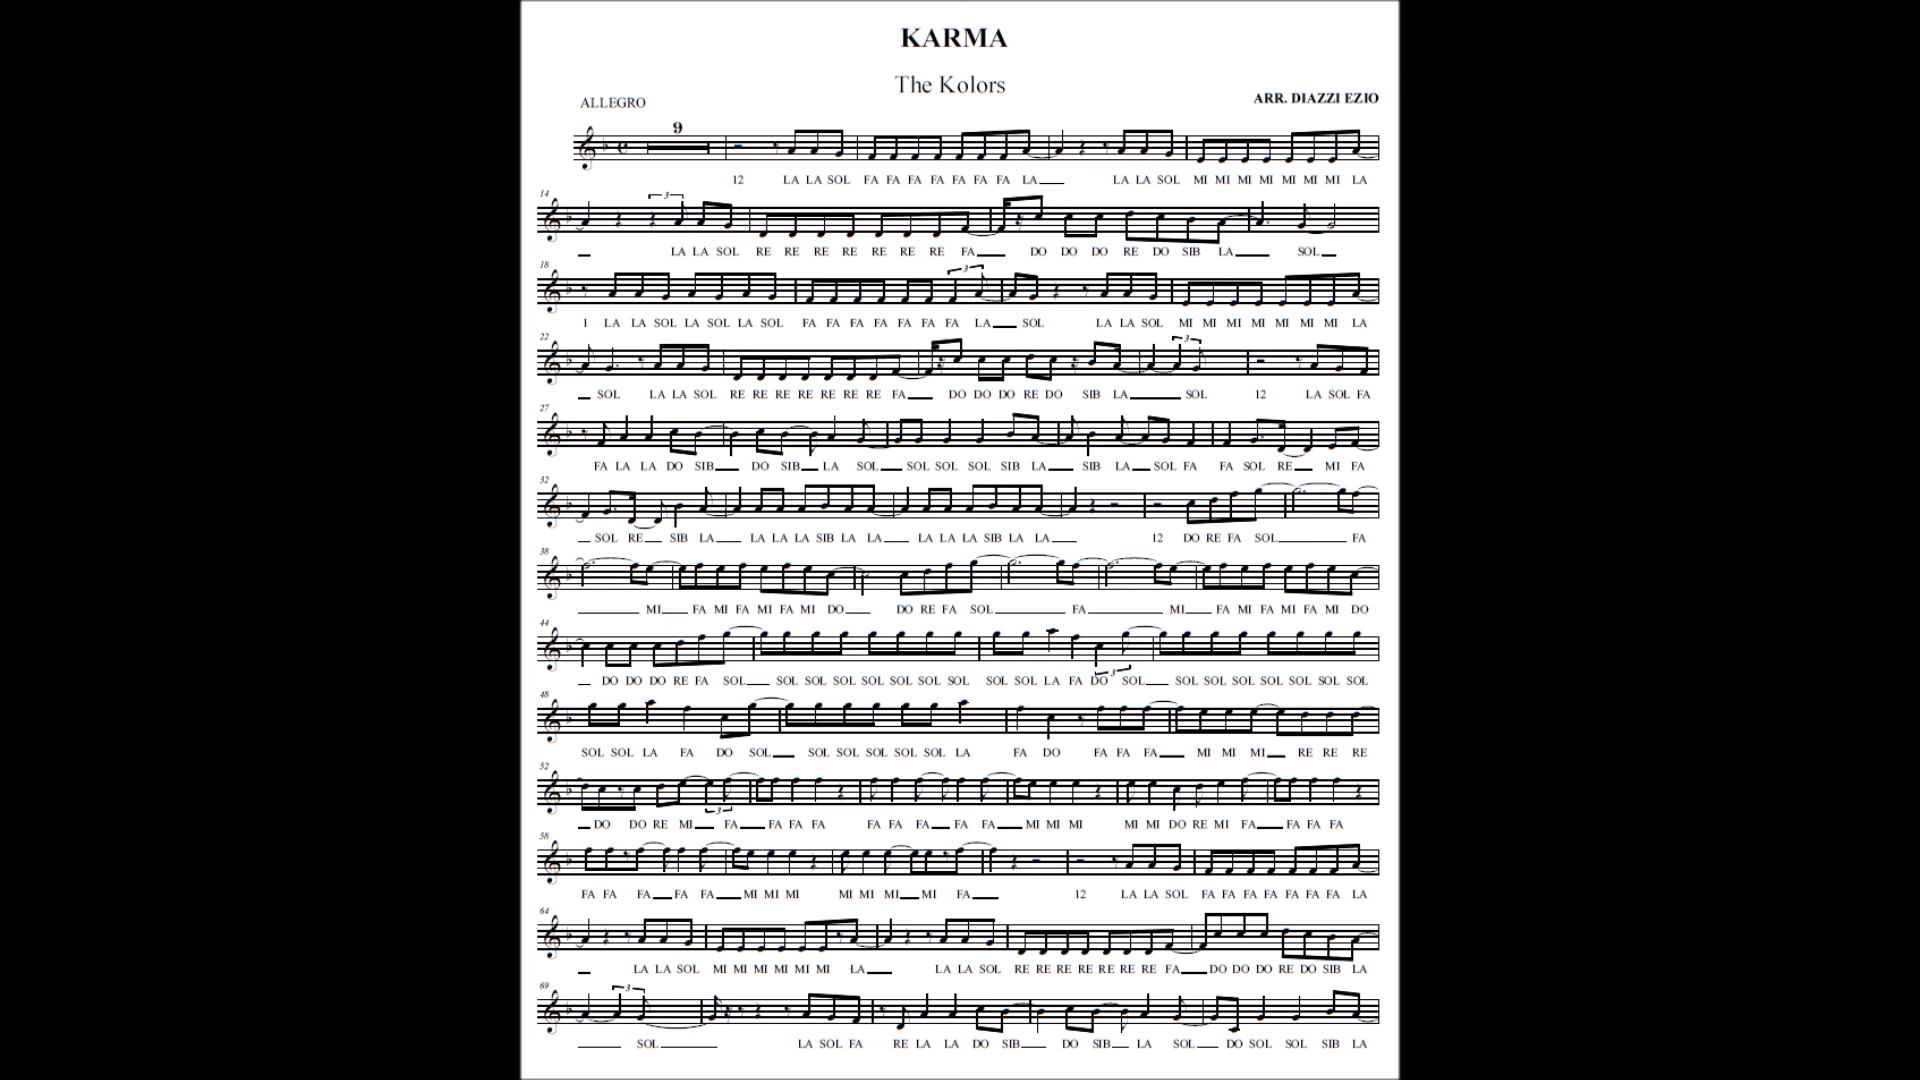 KARMA
The Kolors
ALLEGRO
ARR. DIAZZI EZIO
9
12 LA LA SOL FA FA FA FA FA FA FA LA LA LA SOL MI MI MI MI MI MI MI LA
14
3
LA LA SOL RE RE RE RE RE RE RE FA DO DO DO RE DO SIB LA SOL
18
3
1 LA LA SOL LA SOL LA SOL FA FA FA FA FA FA FA LA SOL LA LA SOL MI MI MI MI MI MI MI LA
22
3
SOL LA LA SOL RE RE RE RE RE RE RE FA DO DO DO RE DO SIB LA SOL 12 LA SOL FA
27
FA LA LA DO SIB DO SIB LA SOL SOL SOL SOL SIB LA SIB LA SOL FA FA SOL RE MI FA
32
SOL RE SIB LA LA LA LA SIB LA LA LA LA LA SIB LA LA 12 DO RE FA SOL FA
38
MI FA MI FA MI FA MI DO DO RE FA SOL FA MI FA MI FA MI FA MI DO
44
DO DO DO RE FA SOL SOL SOL SOL SOL SOL SOL SOL SOL SOL LA FA DO SOL SOL SOL SOL SOL SOL SOL SOL
3
48
SOL SOL LA FA DO SOL SOL SOL SOL SOL SOL LA FA DO FA FA FA MI MI MI RE RE RE
52
3
DO DO RE MI FA FA FA FA FA FA FA FA FA MI MI MI MI MI DO RE MI FA FA FA FA
58
FA FA FA FA FA MI MI MI MI MI MI MI FA 12 LA LA SOL FA FA FA FA FA FA FA LA
64
LA LA SOL MI MI MI MI MI MI LA LA LA SOL RE RE RE RE RE RE RE FA DO DO DO RE DO SIB LA
69
3
SOL LA SOL FA RE LA LA DO SIB DO SIB LA SOL DO SOL SOL SIB LA